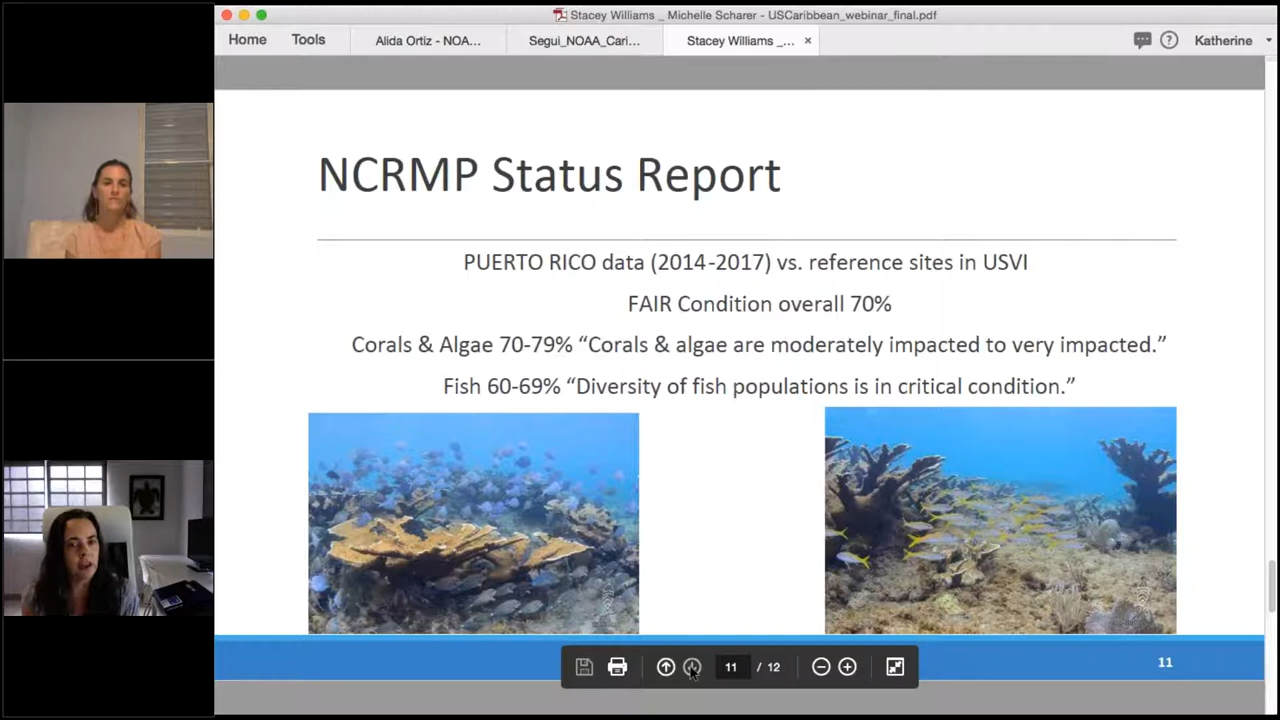 Stacey Williams _ Michelle Scharer - USCaribbean_webinar_final.pdf
Home Tools Alida Ortiz - NOA... Segui_NOAA_Cari... Stacey Williams _... × ? Katherine
NCRMP Status Report
PUERTO RICO data (2014-2017) vs. reference sites in USVI
FAIR Condition overall 70%
Corals & Algae 70-79% “Corals & algae are moderately impacted to very impacted.”
Fish 60-69% “Diversity of fish populations is in critical condition.”
11 / 12
11